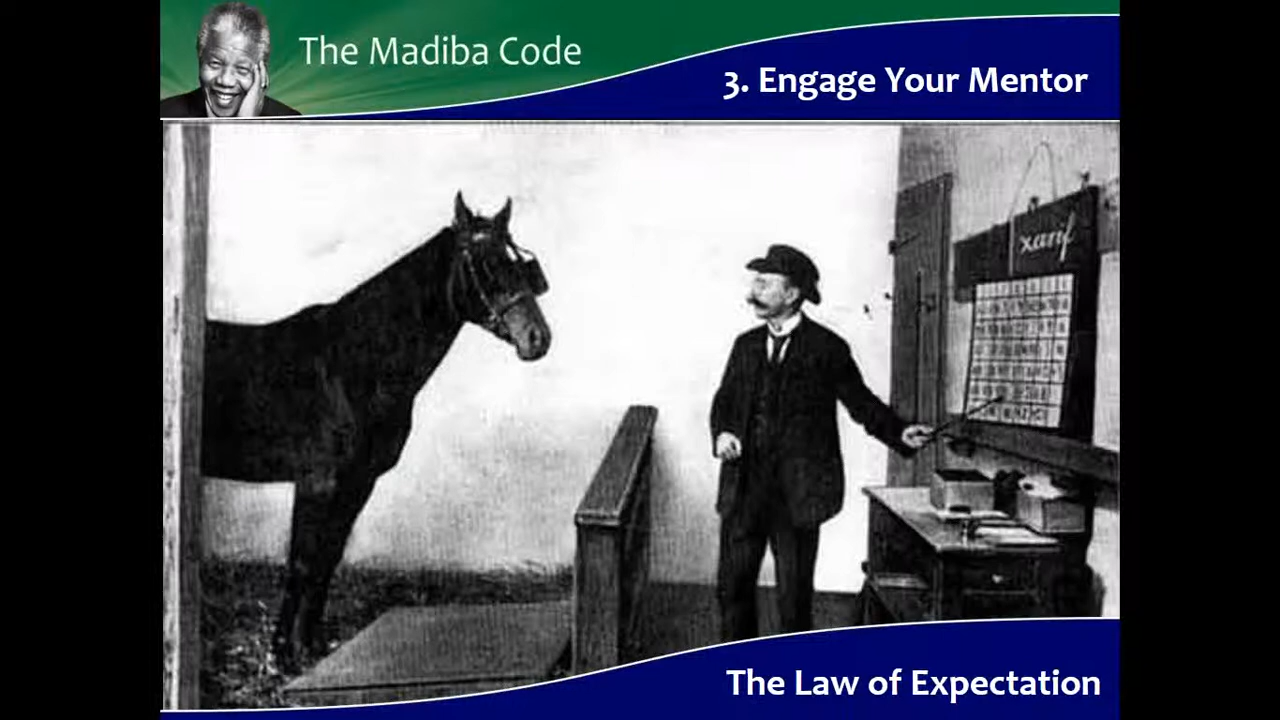 The Madiba Code
3. Engage Your Mentor
The Law of Expectation